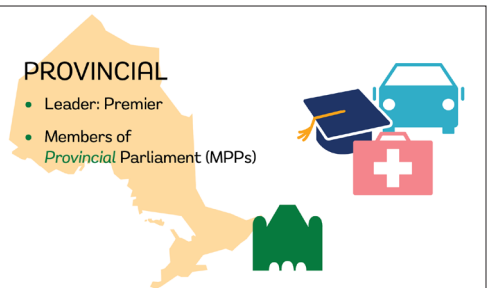 PROVINCIAL
• Leader: Premier
• Members of
Provincial Parliament (MPPs)